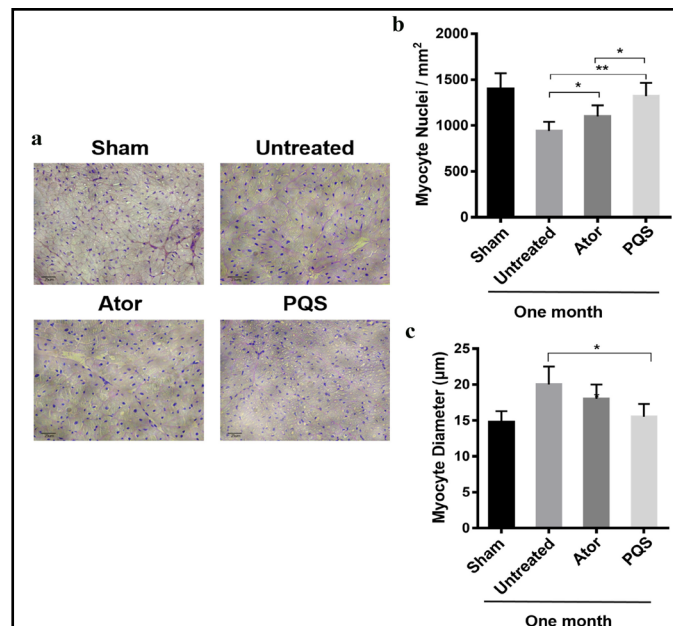 a
Sham
Untreated
Ator
PQS
b
Myocyte Nuclei / mm²
2000
1500
1000
500
0
*
**
*
Sham
Untreated
Ator
PQS
One month
c
Myocyte Diameter (µm)
25
20
15
10
5
0
*
*
Sham
Untreated
Ator
PQS
One month